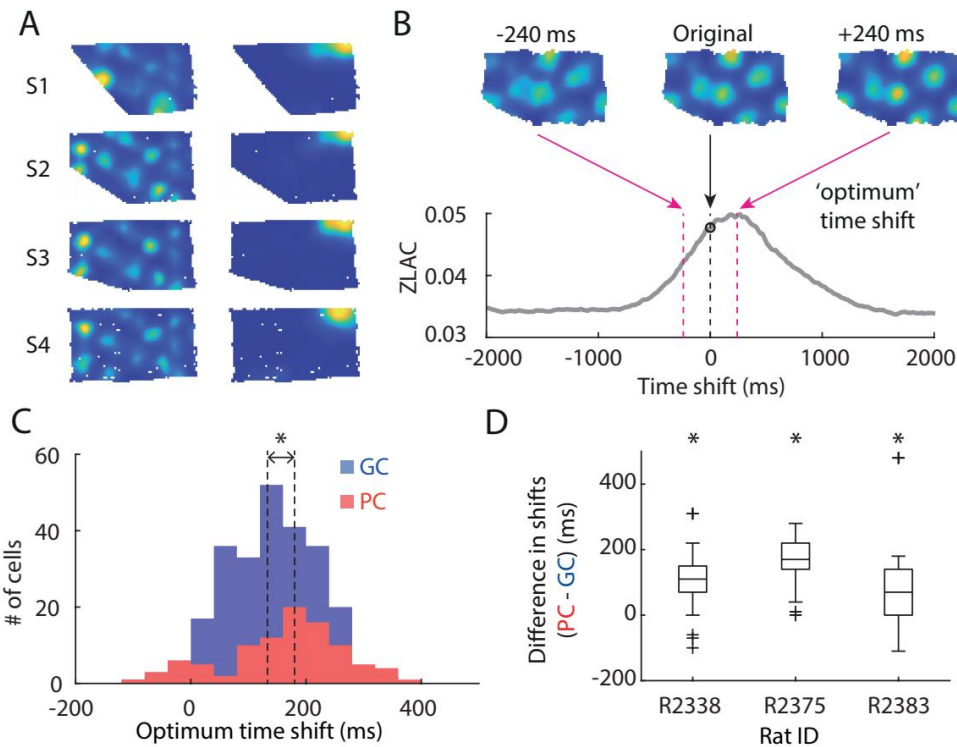 A
S1
S2
S3
S4
B
-240 ms
Original
+240 ms
'optimum'
time shift
ZLAC
0.05
0.04
0.03
-2000
-1000
0
1000
2000
Time shift (ms)
C
*
GC
PC
# of cells
60
40
20
0
-200
0
200
400
Optimum time shift (ms)
D
* * *
Difference in shifts
(PC - GC) (ms)
400
200
0
-200
R2338
R2375
R2383
Rat ID